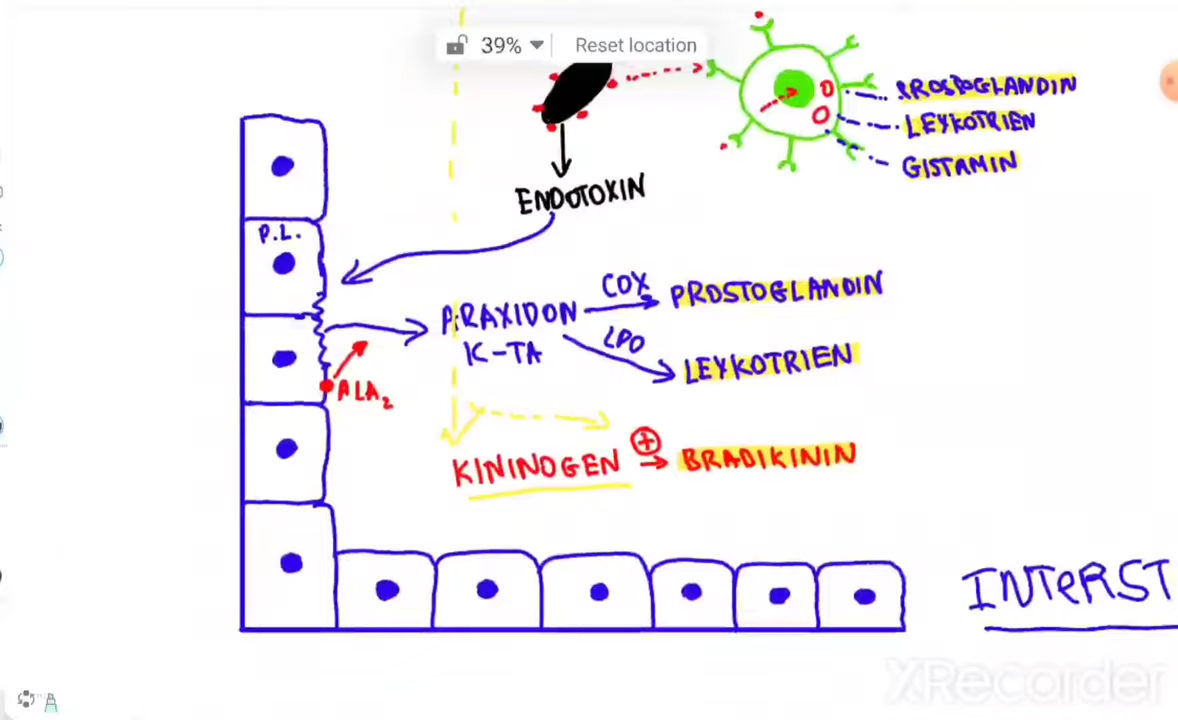 39%
Reset location
PROSTOGLANDIN
LEYKOTRIEN
GISTAMIN
ENDOTOXIN
P.L.
ARAXIDON
K-TA
COX
PROSTOGLANDIN
LPO
LEYKOTRIEN
ALA2
KININOGEN + BRADIKININ
INTERST
XRecorder